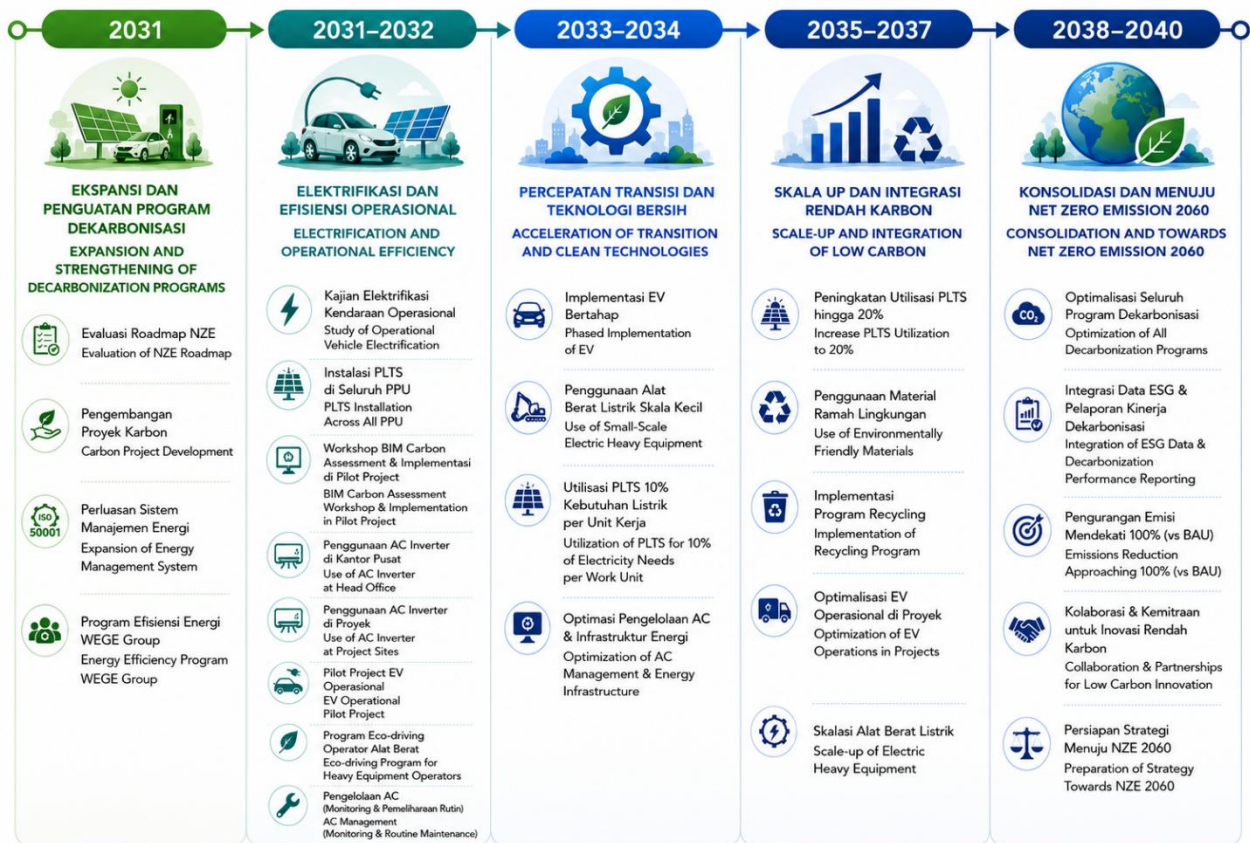 2031
EKSPANSI DAN
PENGUATAN PROGRAM
DEKARBONISASI
EXPANSION AND
STRENGTHENING OF
DECARBONIZATION PROGRAMS
Evaluasi Roadmap NZE
Evaluation of NZE Roadmap
Pengembangan
Proyek Karbon
Carbon Project Development
ISO
50001
Perluasan Sistem
Manajemen Energi
Expansion of Energy
Management System
Program Efisiensi Energi
WEGE Group
Energy Efficiency Program
WEGE Group
2031–2032
ELEKTRIFIKASI DAN
EFISIENSI OPERASIONAL
ELECTRIFICATION AND
OPERATIONAL EFFICIENCY
Kajian Elektrifikasi
Kendaraan Operasional
Study of Operational
Vehicle Electrification
Instalasi PLTS
di Seluruh PPU
PLTS Installation
Across All PPU
Workshop BIM Carbon
Assessment & Implementasi
di Pilot Project
BIM Carbon Assessment
Workshop & Implementation
in Pilot Project
Penggunaan AC Inverter
di Kantor Pusat
Use of AC Inverter
at Head Office
Penggunaan AC Inverter
di Proyek
Use of AC Inverter
at Project Sites
Pilot Project EV
Operasional
EV Operational
Pilot Project
Program Eco-driving
Operator Alat Berat
Eco-driving Program for
Heavy Equipment Operators
Pengelolaan AC
(Monitoring & Pemeliharaan Rutin)
AC Management
(Monitoring & Routine Maintenance)
2033–2034
PERCEPATAN TRANSISI DAN
TEKNOLOGI BERSIH
ACCELERATION OF TRANSITION
AND CLEAN TECHNOLOGIES
Implementasi EV
Bertahap
Phased Implementation
of EV
Penggunaan Alat
Berat Listrik Skala Kecil
Use of Small-Scale
Electric Heavy Equipment
Utilisasi PLTS 10%
Kebutuhan Listrik
per Unit Kerja
Utilization of PLTS for 10%
of Electricity Needs
per Work Unit
Optimasi Pengelolaan AC
& Infrastruktur Energi
Optimization of AC
Management & Energy
Infrastructure
2035–2037
SKALA UP DAN INTEGRASI
RENDAH KARBON
SCALE-UP AND INTEGRATION
OF LOW CARBON
Peningkatan Utilisasi PLTS
hingga 20%
Increase PLTS Utilization
to 20%
Penggunaan Material
Ramah Lingkungan
Use of Environmentally
Friendly Materials
Implementasi
Program Recycling
Implementation of
Recycling Program
Optimalisasi EV
Operasional di Proyek
Optimization of EV
Operations in Projects
Skalasi Alat Berat Listrik
Scale-up of Electric
Heavy Equipment
2038–2040
KONSOLIDASI DAN MENUJU
NET ZERO EMISSION 2060
CONSOLIDATION AND TOWARDS
NET ZERO EMISSION 2060
CO₂
Optimalisasi Seluruh
Program Dekarbonisasi
Optimization of All
Decarbonization Programs
Integrasi Data ESG &
Pelaporan Kinerja
Dekarbonisasi
Integration of ESG Data &
Decarbonization
Performance Reporting
Pengurangan Emisi
Mendekati 100% (vs BAU)
Emissions Reduction
Approaching 100% (vs BAU)
Kolaborasi & Kemitraan
untuk Inovasi Rendah
Karbon
Collaboration & Partnerships
for Low Carbon Innovation
Persiapan Strategi
Menuju NZE 2060
Preparation of Strategy
Towards NZE 2060